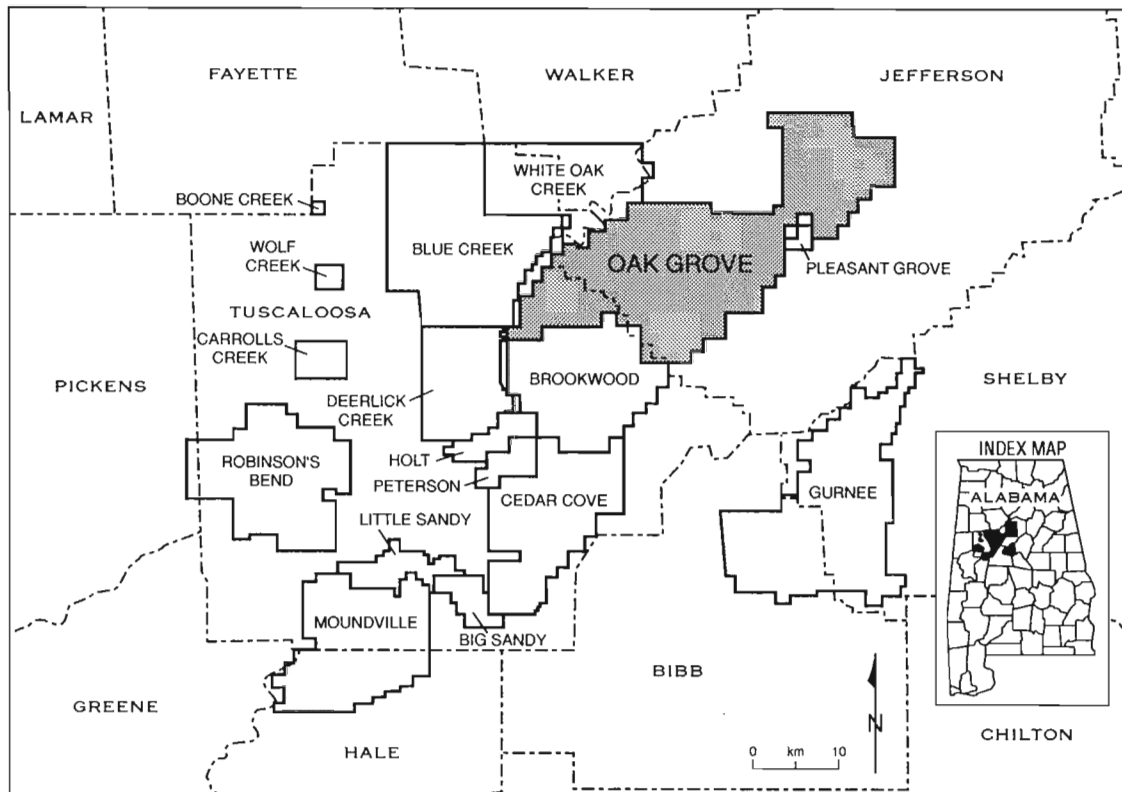 FAYETTE
WALKER
JEFFERSON
LAMAR
WHITE OAK
CREEK
BOONE CREEK
BLUE CREEK
WOLF
CREEK
OAK GROVE
PLEASANT GROVE
TUSCALOOSA
CARROLLS
CREEK
PICKENS
BROOKWOOD
SHELBY
DEERLICK
CREEK
ROBINSON'S
BEND
HOLT
PETERSON
CEDAR COVE
GURNEE
LITTLE SANDY
MOUNDVILLE
BIG SANDY
BIBB
GREENE
HALE
CHILTON
INDEX MAP
ALABAMA
0 km 10
N